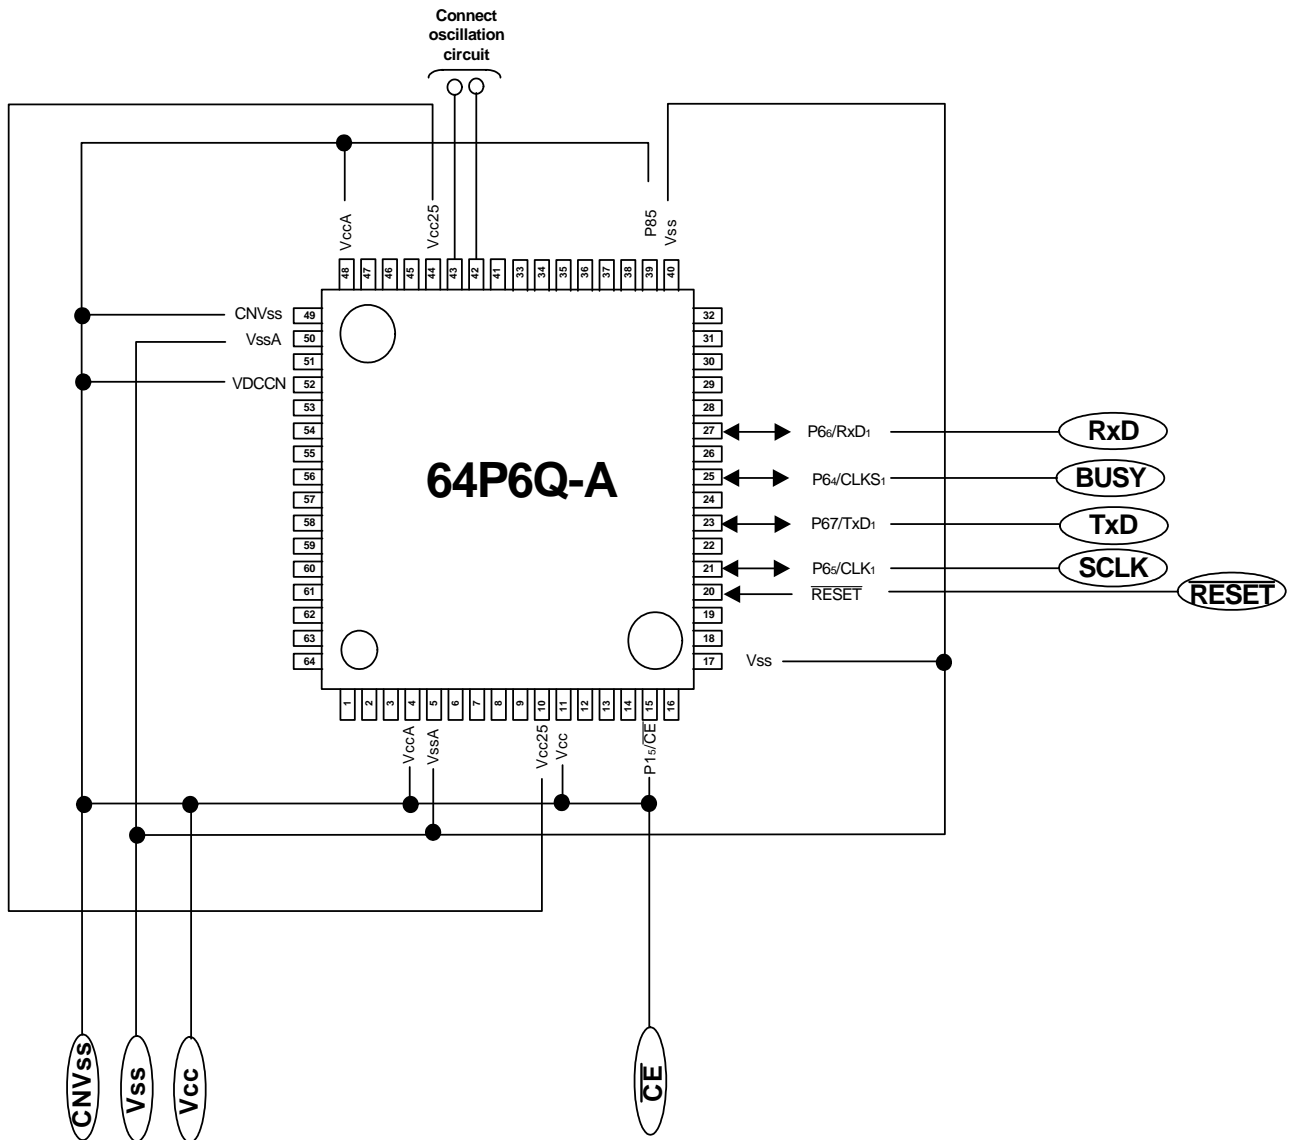 Connect
oscillation
circuit
VccA
Vcc25
P85
Vss
48 47 46 45 44 43 42 41 33 34 35 36 37 38 39 40
CNVss 49
VssA 50
51
VDCCN 52
53
54
55
56
57
58
59
60
61
62
63
64
64P6Q-A
32
31
30
29
28
27 P66/RxD1 RxD
26
25 P64/CLKS1 BUSY
24
23 P67/TxD1 TxD
22
21 P65/CLK1 SCLK
20 RESET RESET
19
18
17 Vss
1 2 3 4 5 6 7 8 9 10 11 12 13 14 15 16
VccA
VssA
Vcc25
Vcc
P15/CE
CNVss
Vss
Vcc
CE